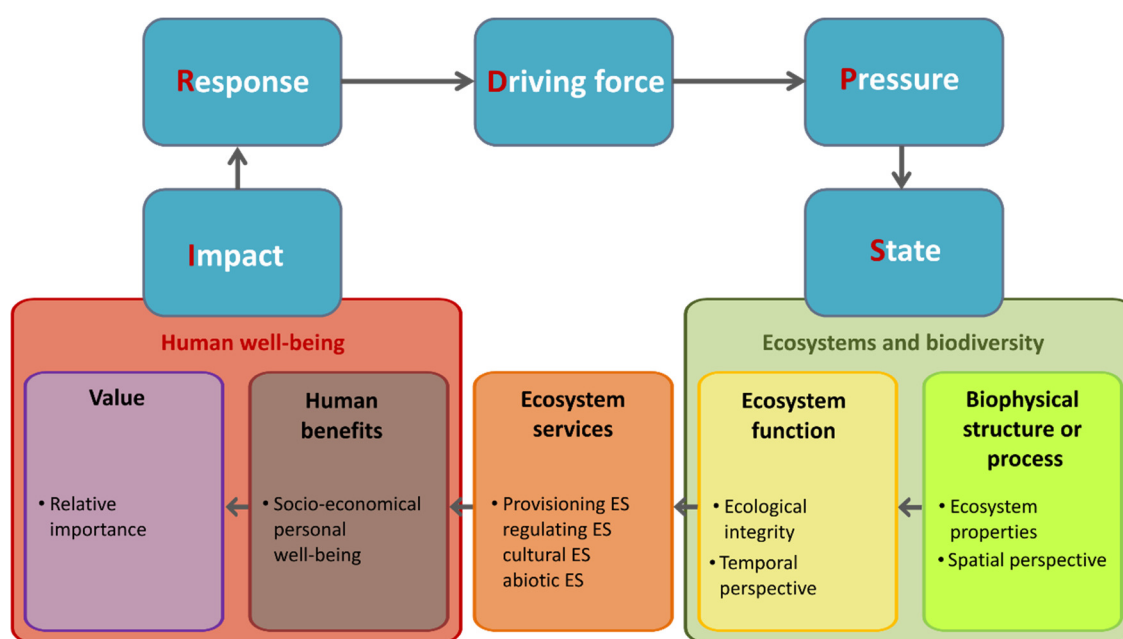 Response
Driving force
Pressure
Impact
State
Human well-being
Ecosystems and biodiversity
Value
• Relative
importance
Human
benefits
• Socio-economical
personal
well-being
Ecosystem
services
• Provisioning ES
regulating ES
cultural ES
abiotic ES
Ecosystem
function
• Ecological
integrity
• Temporal
perspective
Biophysical
structure or
process
• Ecosystem
properties
• Spatial perspective